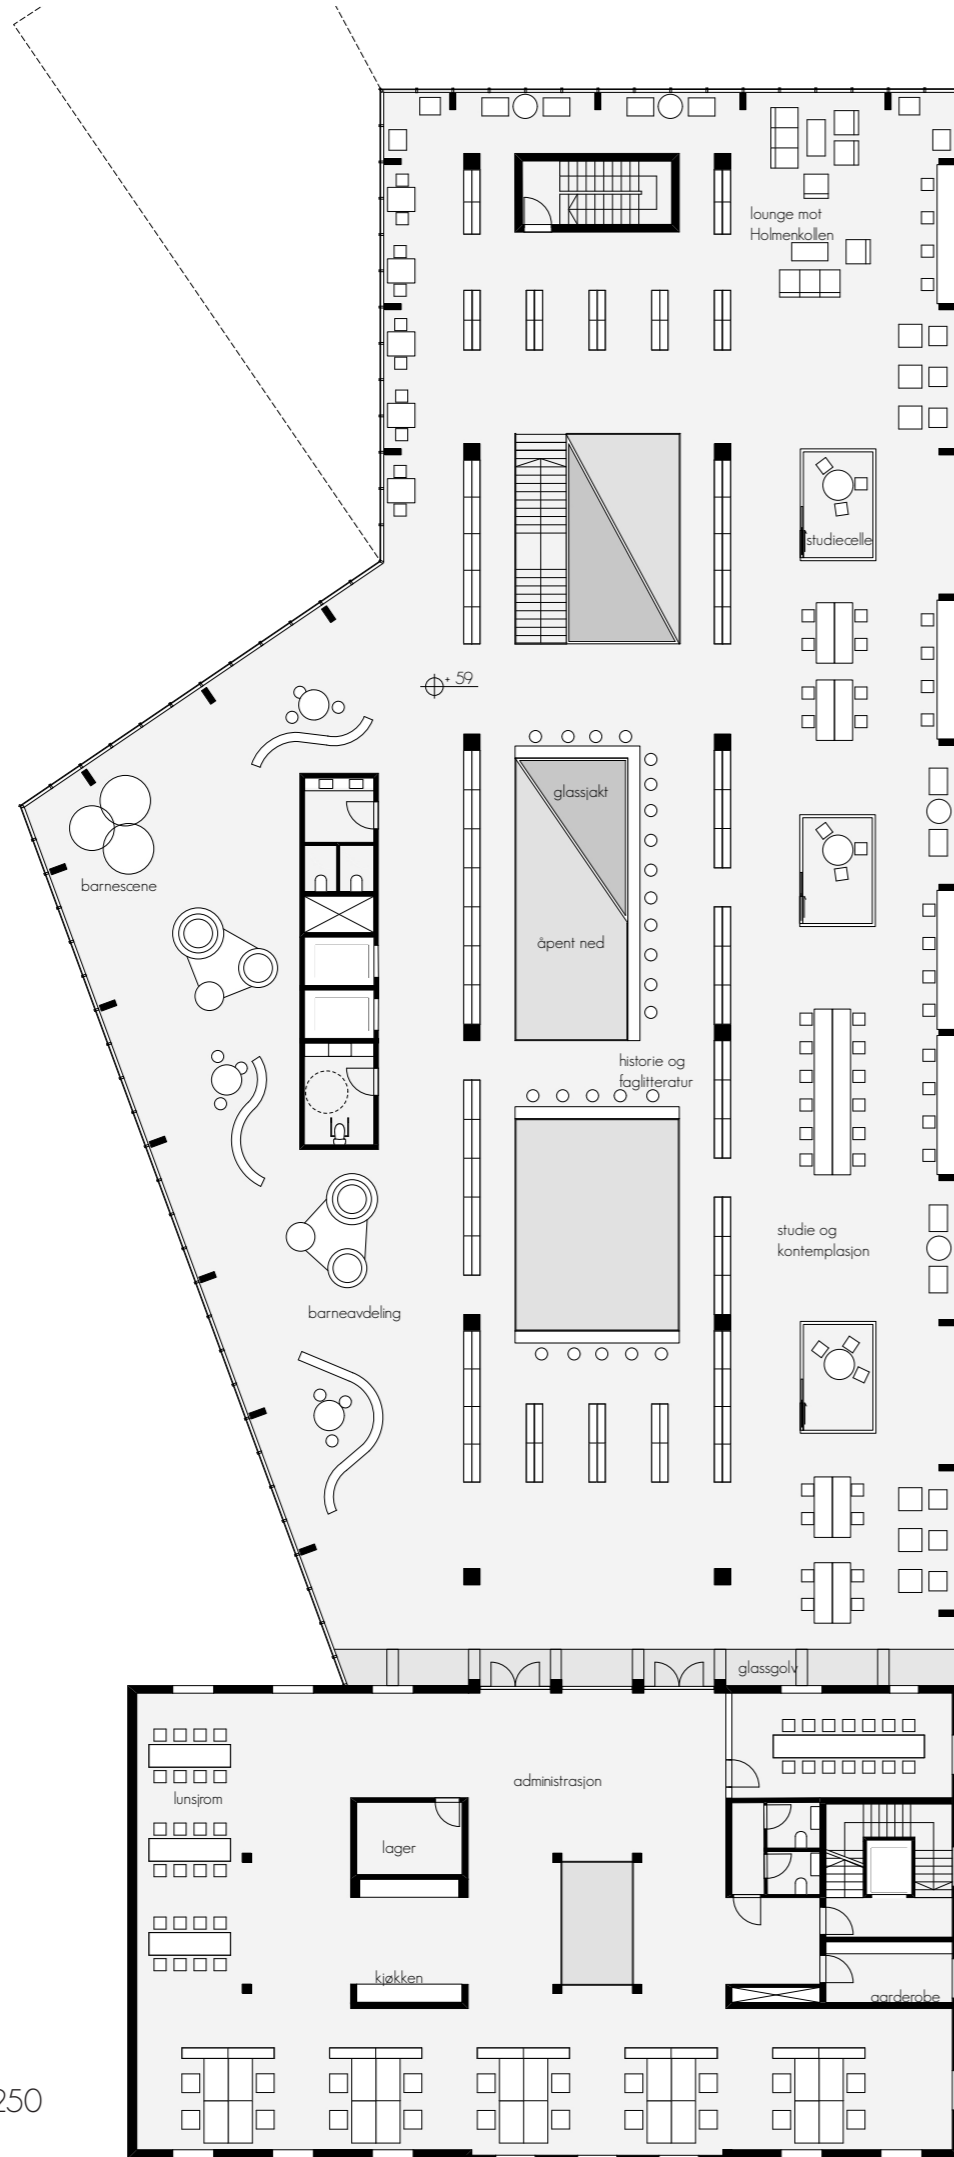 lounge mot
Holmenkollen
studiecelle
+ 59
glassjakt
barnescene
åpent ned
historie og
faglitteratur
studie og
kontemplasjon
barneavdeling
glassgolv
administrasjon
lunsjrom
lager
kjøkken
garderobe
250